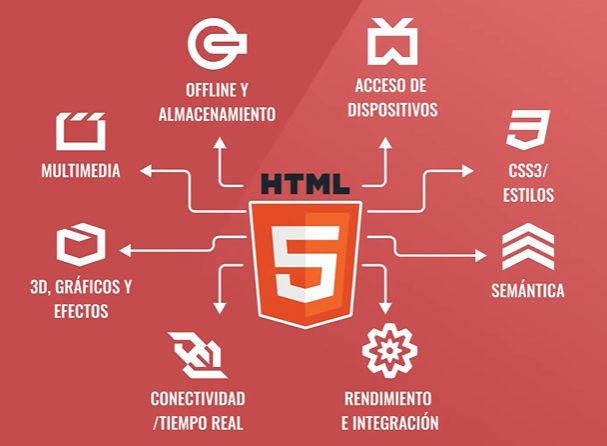 OFFLINE Y
ALMACENAMIENTO
ACCESO DE
DISPOSITIVOS
MULTIMEDIA
CSS3/
ESTILOS
HTML
5
3D, GRÁFICOS Y
EFECTOS
SEMÁNTICA
CONECTIVIDAD
/TIEMPO REAL
RENDIMIENTO
E INTEGRACIÓN